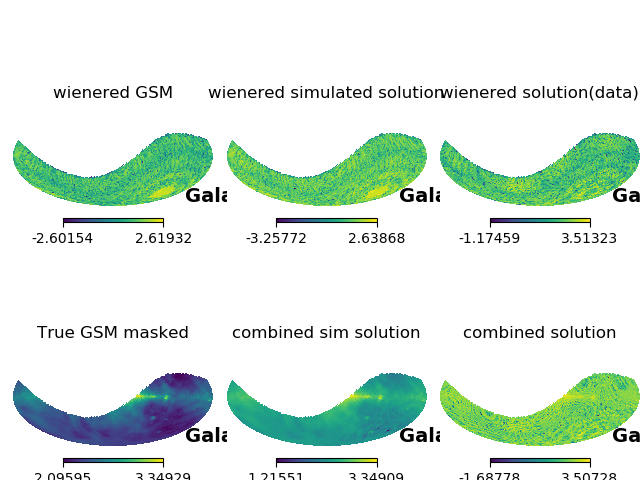 wienered GSM
wienered simulated solution
wienered solution(data)
Gala
Gala
Ga
-2.60154 2.61932
-3.25772 2.63868
-1.17459 3.51323
True GSM masked
combined sim solution
combined solution
Gala
Gala
Ga
2.09595 3.34929
1.21551 3.34909
-1.68778 3.50728